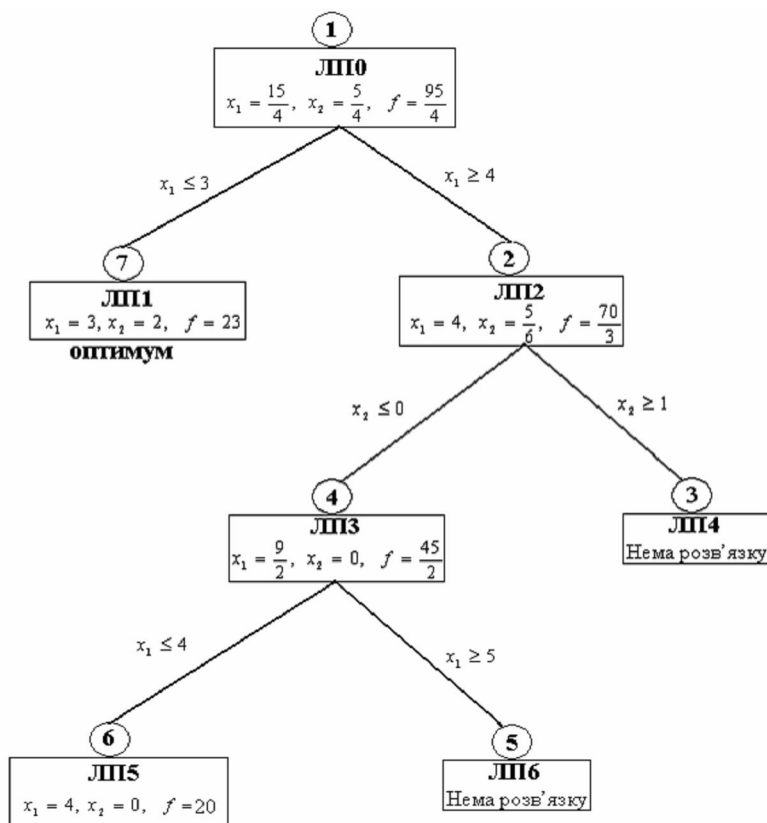 1
ЛП0
x₁ = 15/4, x₂ = 5/4, f = 95/4
x₁ ≤ 3
x₁ ≥ 4
7
ЛП1
x₁ = 3, x₂ = 2, f = 23
оптимум
2
ЛП2
x₁ = 4, x₂ = 5/6, f = 70/3
x₂ ≤ 0
x₂ ≥ 1
4
ЛП3
x₁ = 9/2, x₂ = 0, f = 45/2
3
ЛП4
Нема розв'язку
x₁ ≤ 4
x₁ ≥ 5
6
ЛП5
x₁ = 4, x₂ = 0, f = 20
5
ЛП6
Нема розв'язку